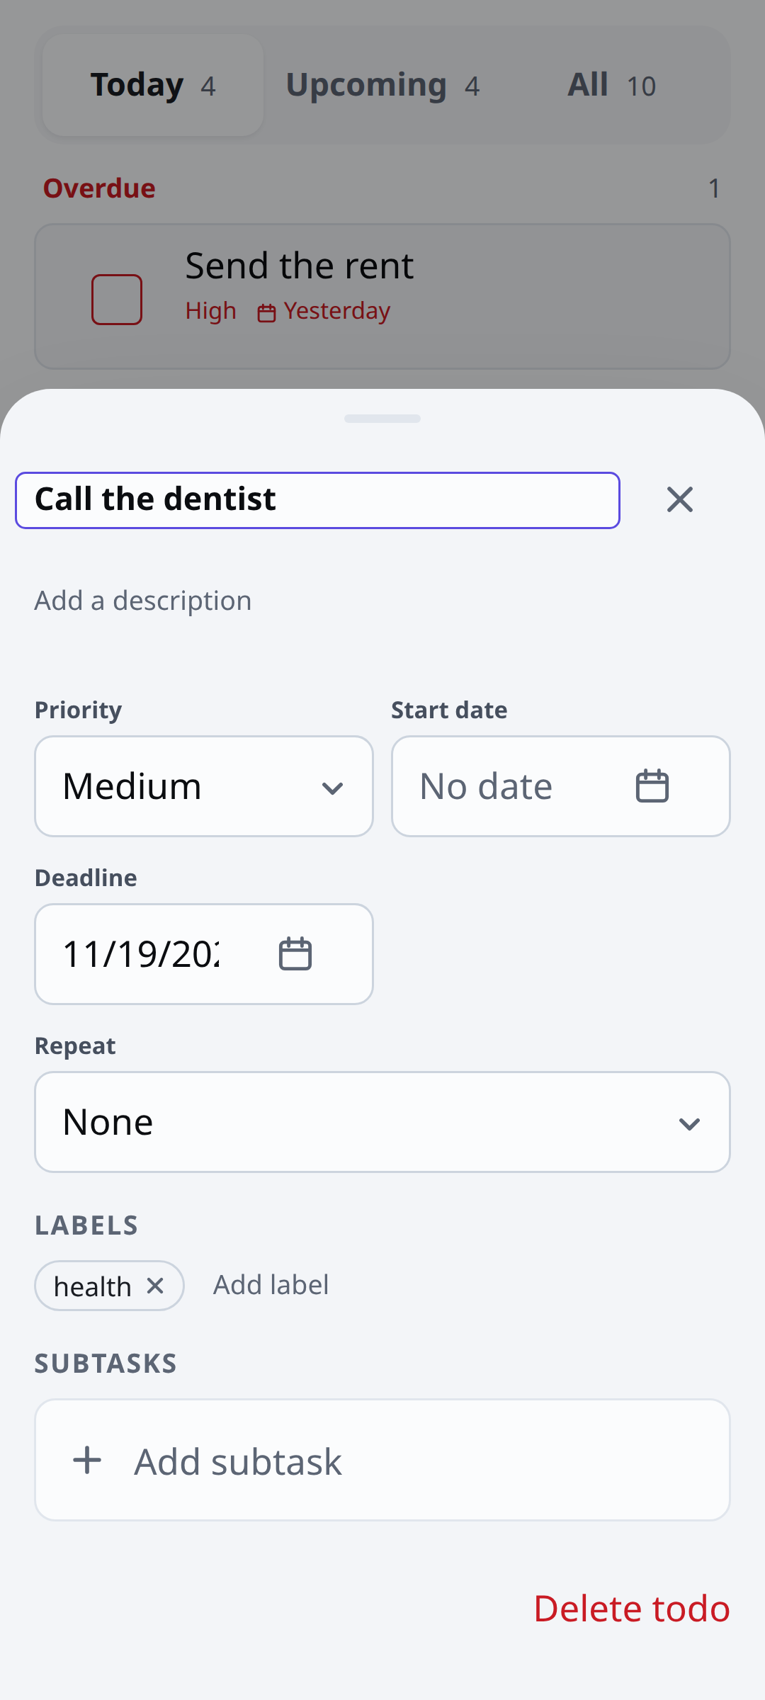 Today 4 Upcoming 4 All 10
Overdue 1
Send the rent
High Yesterday
Call the dentist
Add a description
Priority Start date
Medium No date
Deadline
11/19/202
Repeat
None
LABELS
health Add label
SUBTASKS
Add subtask
Delete todo